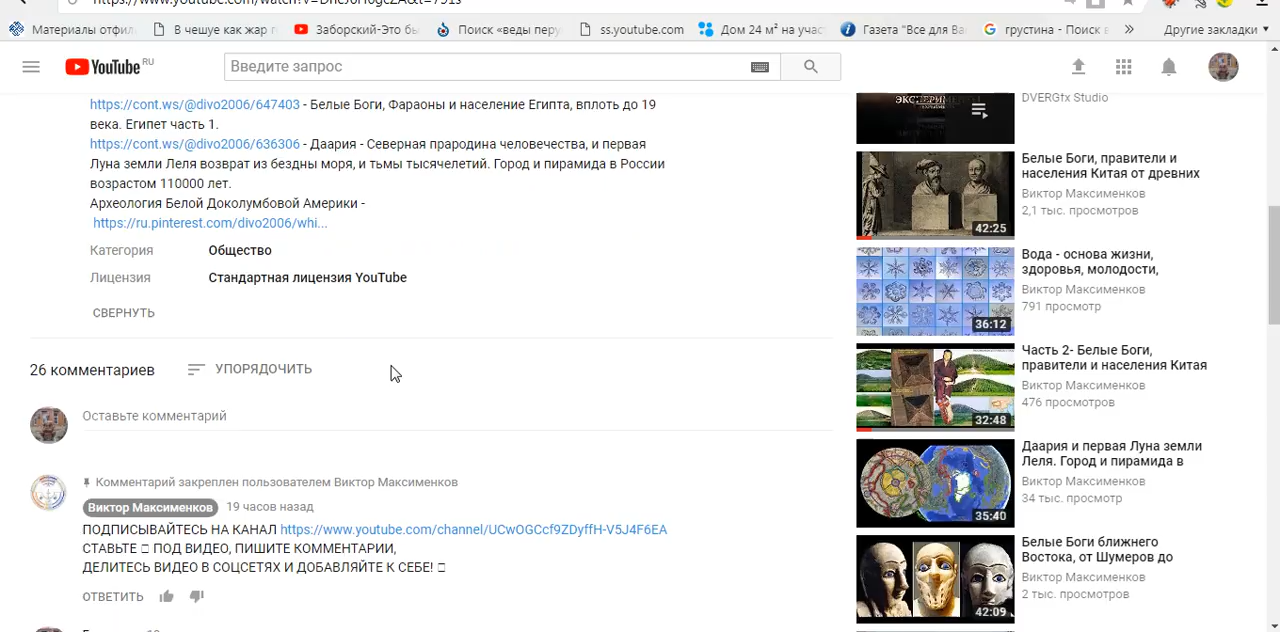 Материалы отфил
В чешуе как жар г
Заборский-Это бы
Поиск «веды перу
ss.youtube.com
Дом 24 м² на учас
Газета "Все для Ва
грустина - Поиск в
Другие закладки
YouTube RU
Введите запрос
https://cont.ws/@divo2006/647403 - Белые Боги, Фараоны и население Египта, вплоть до 19
века. Египет часть 1.
https://cont.ws/@divo2006/636306 - Даария - Северная прародина человечества, и первая
Луна земли Леля возврат из бездны моря, и тьмы тысячелетий. Город и пирамида в России
возрастом 110000 лет.
Археология Белой Доколумбовой Америки -
https://ru.pinterest.com/divo2006/whi...
Категория Общество
Лицензия Стандартная лицензия YouTube
СВЕРНУТЬ
26 комментариев УПОРЯДОЧИТЬ
Оставьте комментарий
Комментарий закреплен пользователем Виктор Максименков
Виктор Максименков 19 часов назад
ПОДПИСЫВАЙТЕСЬ НА КАНАЛ https://www.youtube.com/channel/UCwOGCcf9ZDyffH-V5J4F6EA
СТАВЬТЕ ПОД ВИДЕО, ПИШИТЕ КОММЕНТАРИИ,
ДЕЛИТЕСЬ ВИДЕО В СОЦСЕТЯХ И ДОБАВЛЯЙТЕ К СЕБЕ!
ОТВЕТИТЬ
DVERGfx Studio
Белые Боги, правители и
населения Китая от древних
Виктор Максименков
2,1 тыс. просмотров
42:25
Вода - основа жизни,
здоровья, молодости,
Виктор Максименков
791 просмотр
36:12
Часть 2- Белые Боги,
правители и населения Китая
Виктор Максименков
476 просмотров
32:48
Даария и первая Луна земли
Леля. Город и пирамида в
Виктор Максименков
34 тыс. просмотр
35:40
Белые Боги ближнего
Востока, от Шумеров до
Виктор Максименков
2 тыс. просмотров
42:09